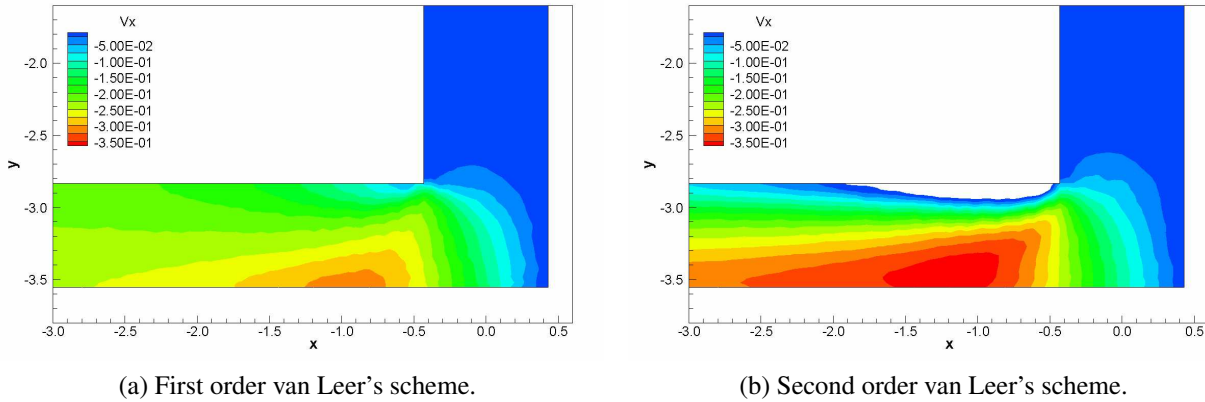 Vx
-5.00E-02
-1.00E-01
-1.50E-01
-2.00E-01
-2.50E-01
-3.00E-01
-3.50E-01
-2.0
-2.5
-3.0
-3.5
y
-3.0 -2.5 -2.0 -1.5 -1.0 -0.5 0.0 0.5
x
(a) First order van Leer's scheme.
Vx
-5.00E-02
-1.00E-01
-1.50E-01
-2.00E-01
-2.50E-01
-3.00E-01
-3.50E-01
-2.0
-2.5
-3.0
-3.5
y
-3.0 -2.5 -2.0 -1.5 -1.0 -0.5 0.0 0.5
x
(b) Second order van Leer's scheme.